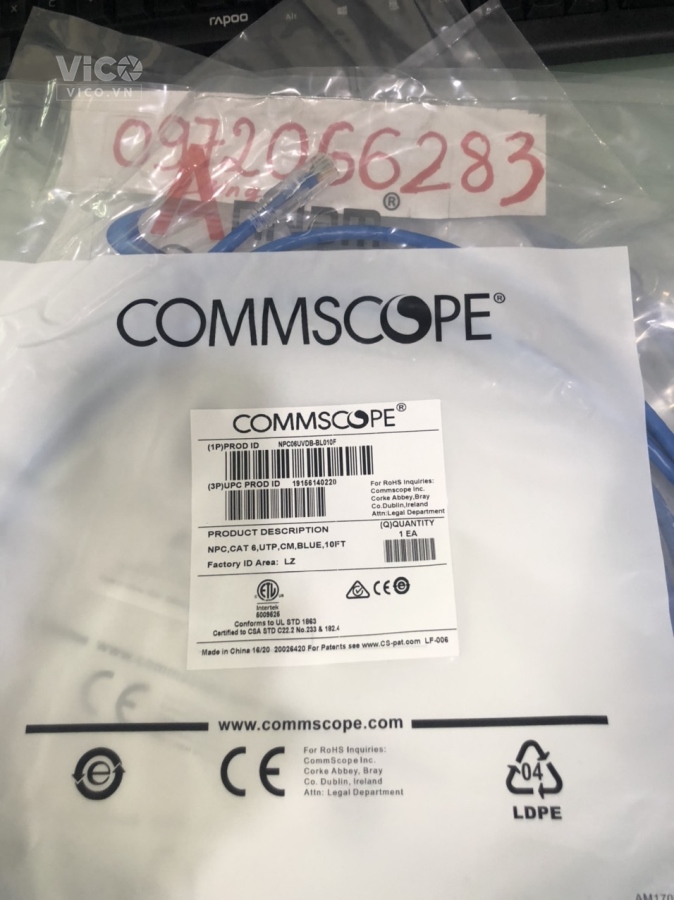 rapoo
Alt
ViCO
VICO.VN
0972066283
COMMSCOPE®
COMMSCOPE®
(1P)PROD ID NPC06UVDB-BL010F
(3P)UPC PROD ID 19156140220
For RoHS Inquiries:
Commscope Inc.
Corke Abbey,Bray
Co.Dublin,Ireland
Attn:Legal Department
PRODUCT DESCRIPTION
(Q)QUANTITY
NPC,CAT 6,UTP,CM,BLUE,10FT
1 EA
Factory ID Area: LZ
ETL
Intertek
CE
Conforms to UL STD 1863
Certified to CSA STD C22.2 No.233 & 182.4
Made in China 16/20 20026420 For Patents see www.CS-pat.com LF-006
www.commscope.com
CE
For RoHS Inquiries:
CommScope Inc.
Corke Abbey, Bray
Co. Dublin, Ireland
Attn: Legal Department
04
LDPE